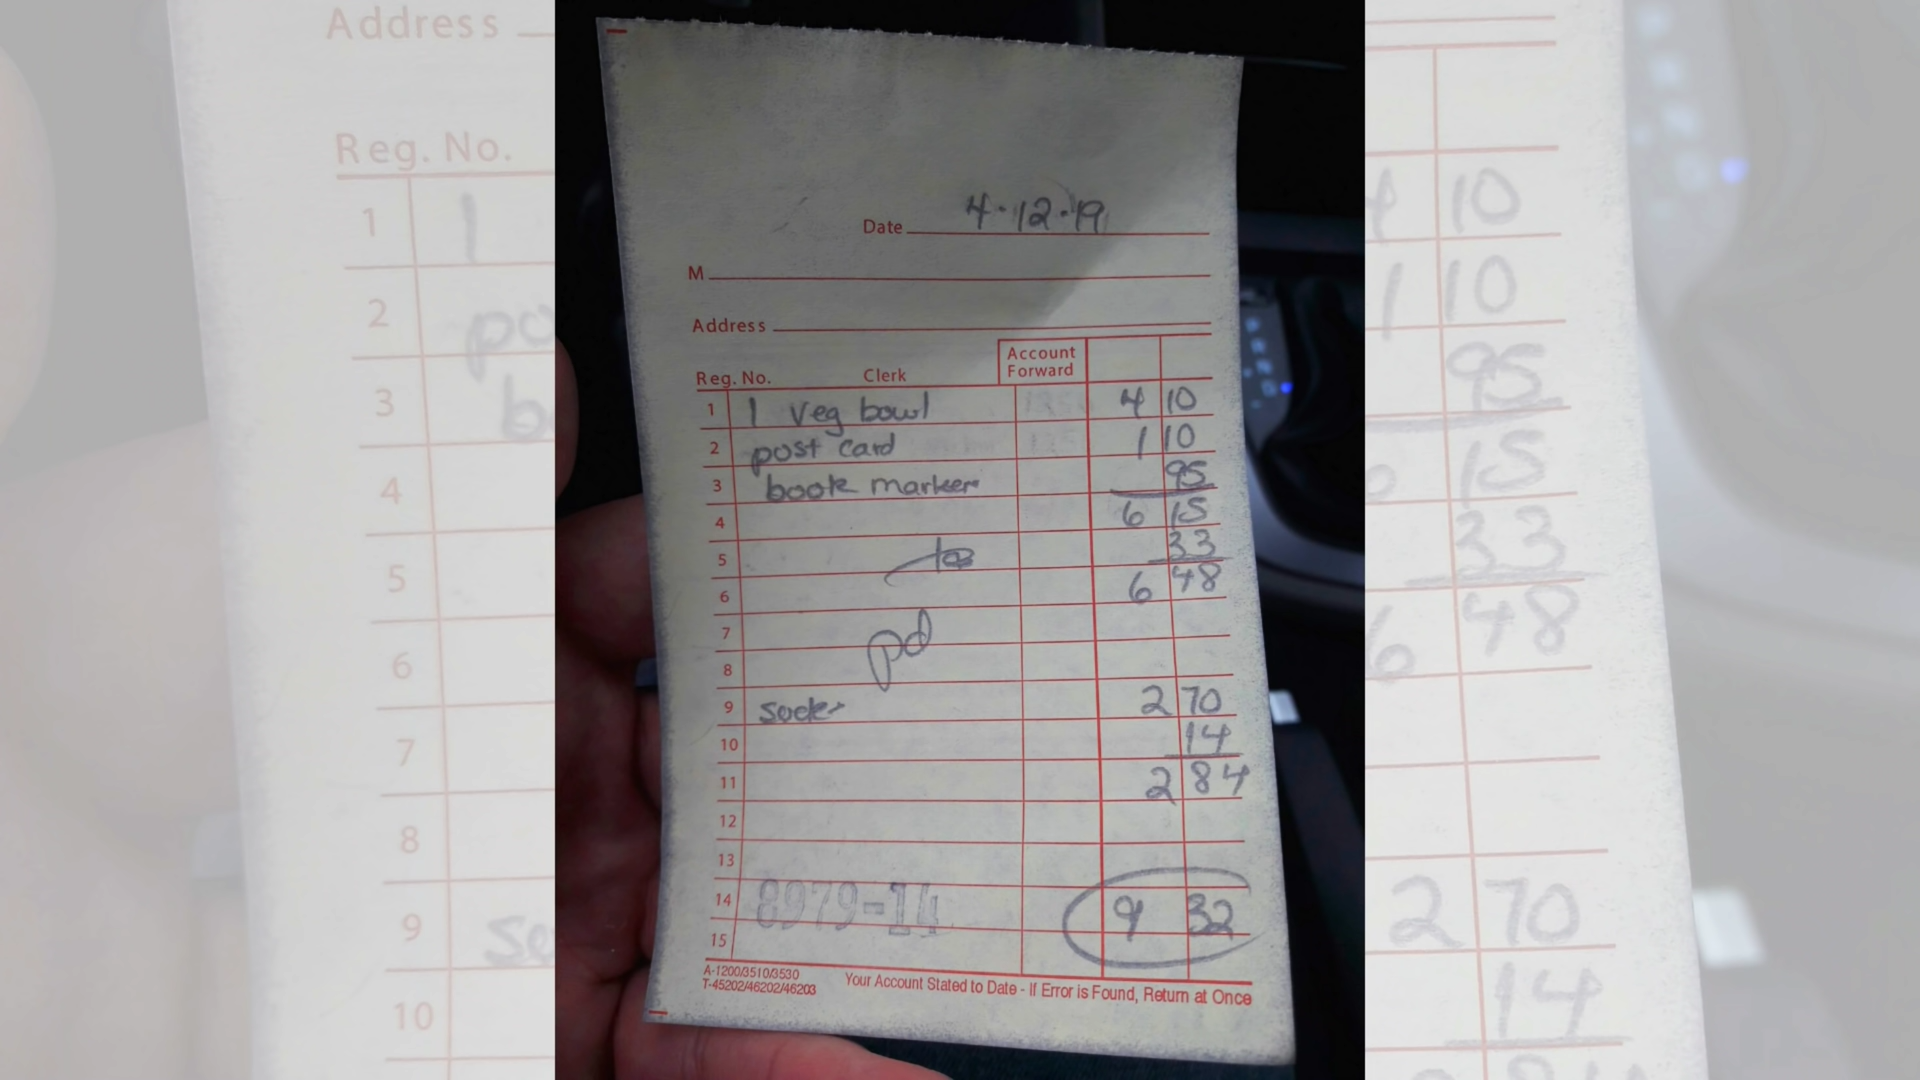 Date 4-12-19
M
Address
Account Forward
Reg. No. Clerk
1 1 veg bowl 4 10
2 post card 1 10
3 book marker 95
4 6 15
5 33
6 6 48
7 pd
8
9 2 70
10 14
11 2 84
12
13
14 8979-14 9 32
15
A-1200/3510/3530
T-45202/46202/46203
Your Account Stated to Date - If Error is Found, Return at Once